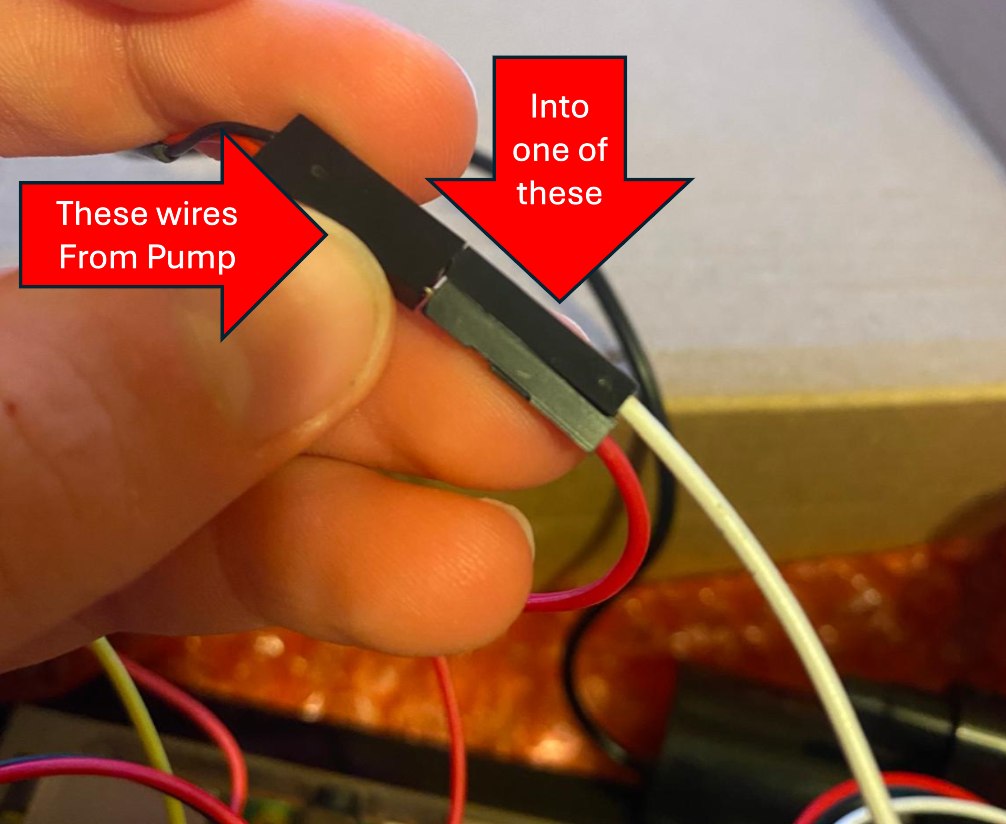 These wires
From Pump
Into
one of
these